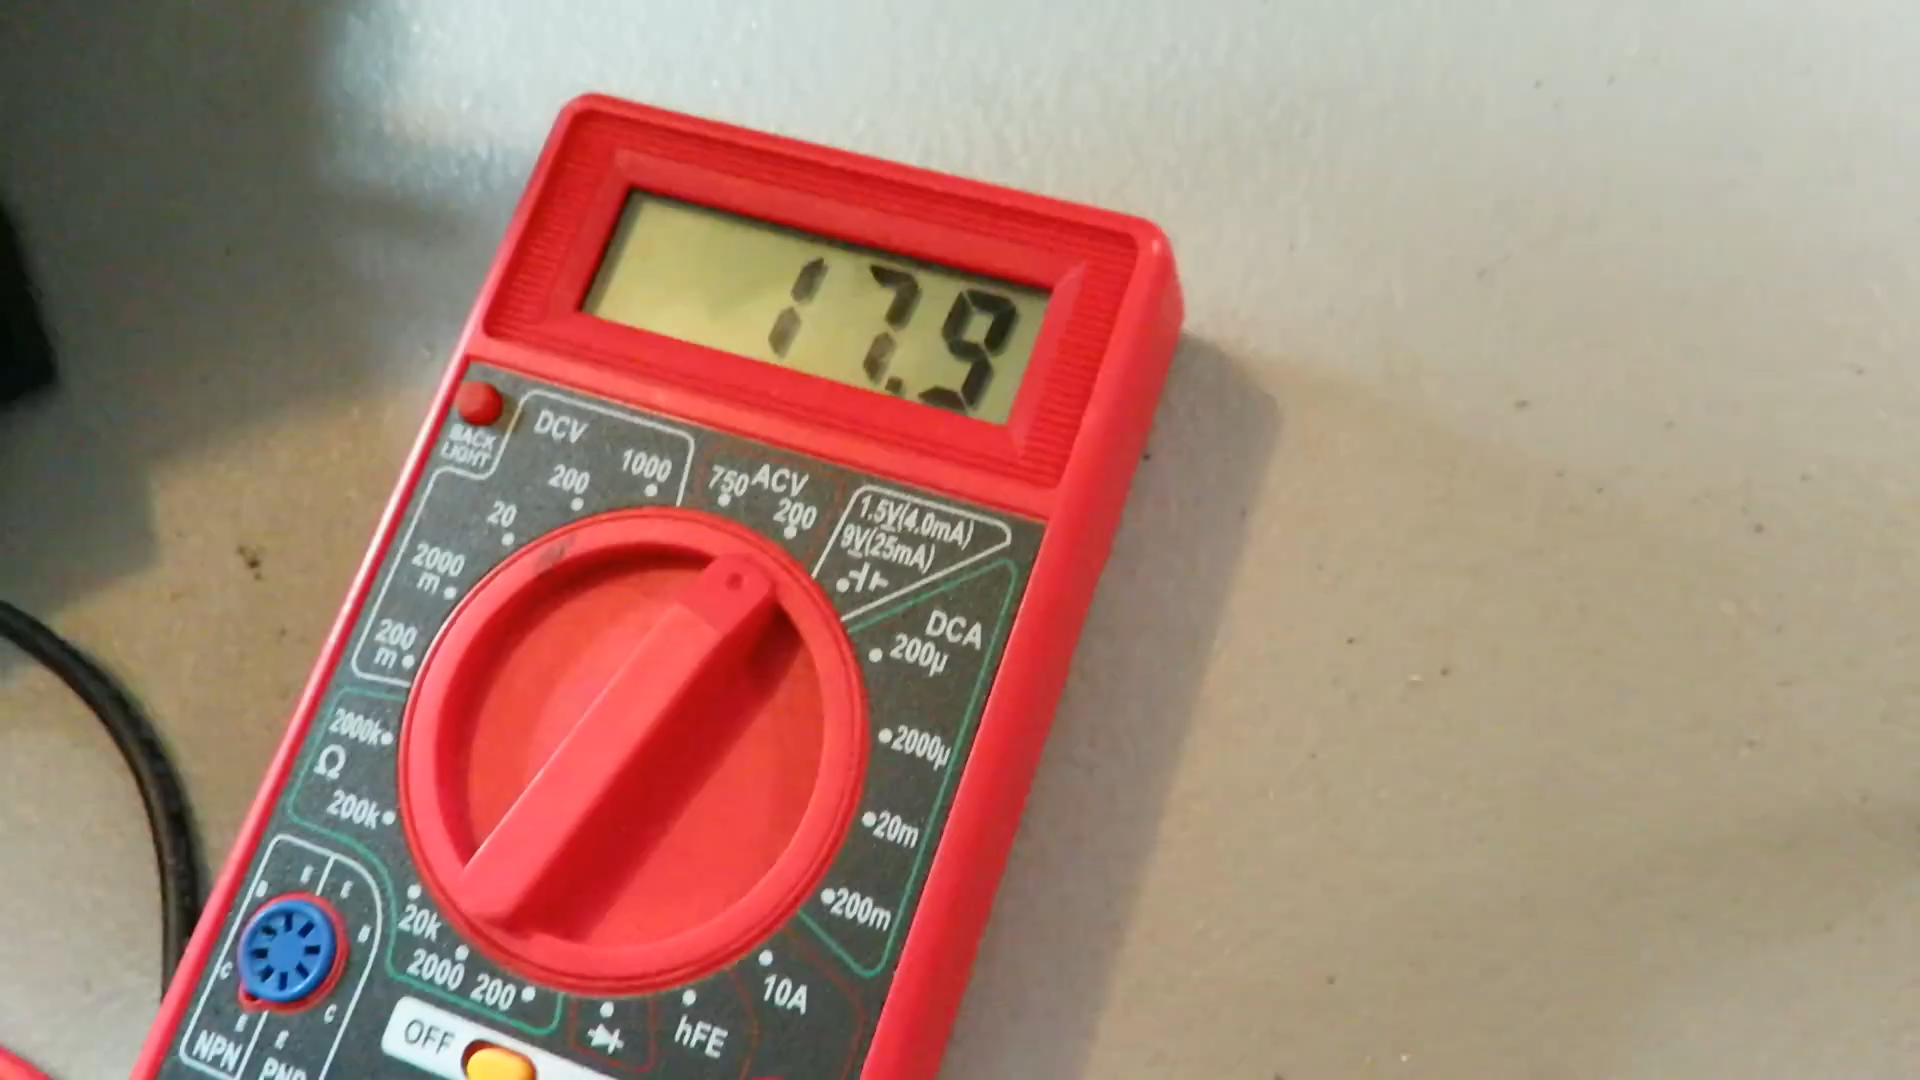 17.9
BACK
LIGHT
DCV
200
1000
20
2000
m
200
m
750
ACV
200
1.5V(4.0mA)
9V(25mA)
DCA
200µ
2000µ
20m
200m
10A
hFE
2000k
Ω
200k
20k
2000
200
OFF
E
E
B
B
C
C
E
E
NPN
PNP